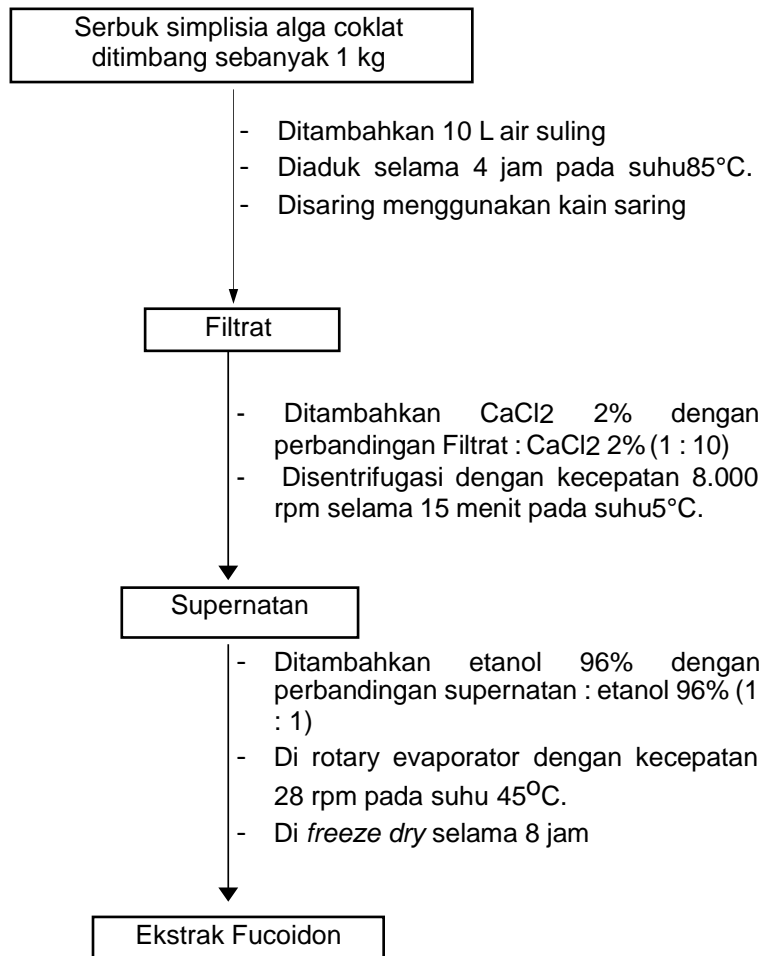 Serbuk simplisia alga coklat
ditimbang sebanyak 1 kg
- Ditambahkan 10 L air suling
- Diaduk selama 4 jam pada suhu85°C.
- Disaring menggunakan kain saring
Filtrat
- Ditambahkan CaCl2 2% dengan
perbandingan Filtrat : CaCl2 2% (1 : 10)
- Disentrifugasi dengan kecepatan 8.000
rpm selama 15 menit pada suhu5°C.
Supernatan
- Ditambahkan etanol 96% dengan
perbandingan supernatan : etanol 96% (1
: 1)
- Di rotary evaporator dengan kecepatan
28 rpm pada suhu 45°C.
- Di freeze dry selama 8 jam
Ekstrak Fucoidon